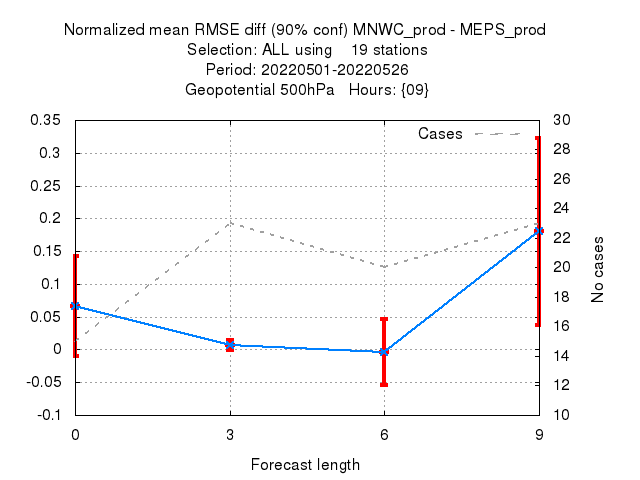 Normalized mean RMSE diff (90% conf) MNWC_prod - MEPS_prod
Selection: ALL using    19 stations
Period: 20220501-20220526
Geopotential 500hPa   Hours: {09}
Cases
0.35
0.3
0.25
0.2
0.15
0.1
0.05
0
-0.05
-0.1
30
28
26
24
22
20
18
16
14
12
10
No cases
0 3 6 9
Forecast length